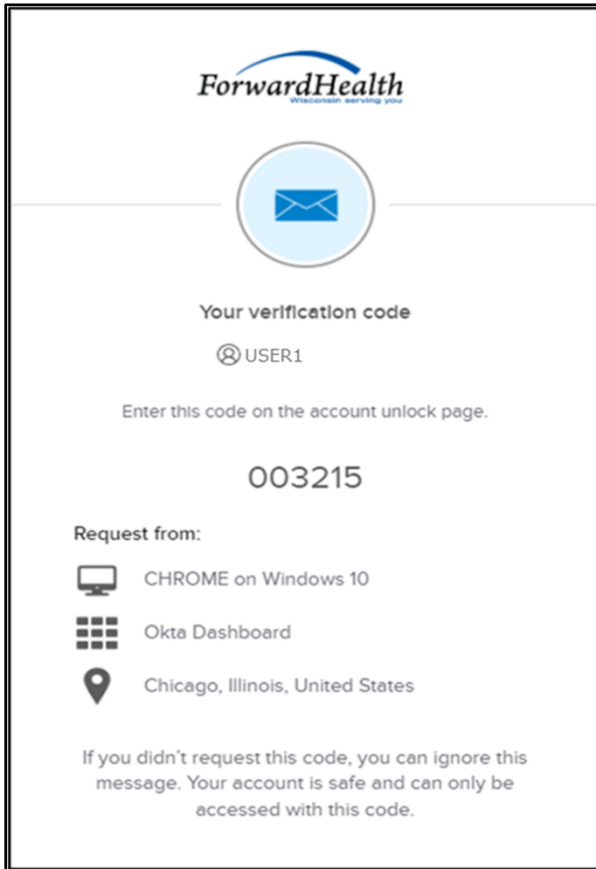 ForwardHealth
Wisconsin serving you
Your verification code
USER1
Enter this code on the account unlock page.
003215
Request from:
CHROME on Windows 10
Okta Dashboard
Chicago, Illinois, United States
If you didn't request this code, you can ignore this
message. Your account is safe and can only be
accessed with this code.